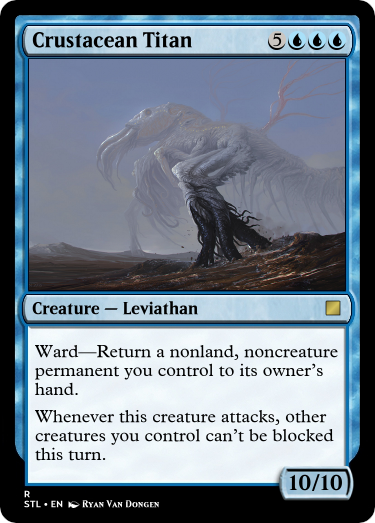 Crustacean Titan 5
Creature — Leviathan
Ward—Return a nonland, noncreature
permanent you control to its owner's
hand.
Whenever this creature attacks, other
creatures you control can't be blocked
this turn.
10/10
R
STL • EN Ryan Van Dongen